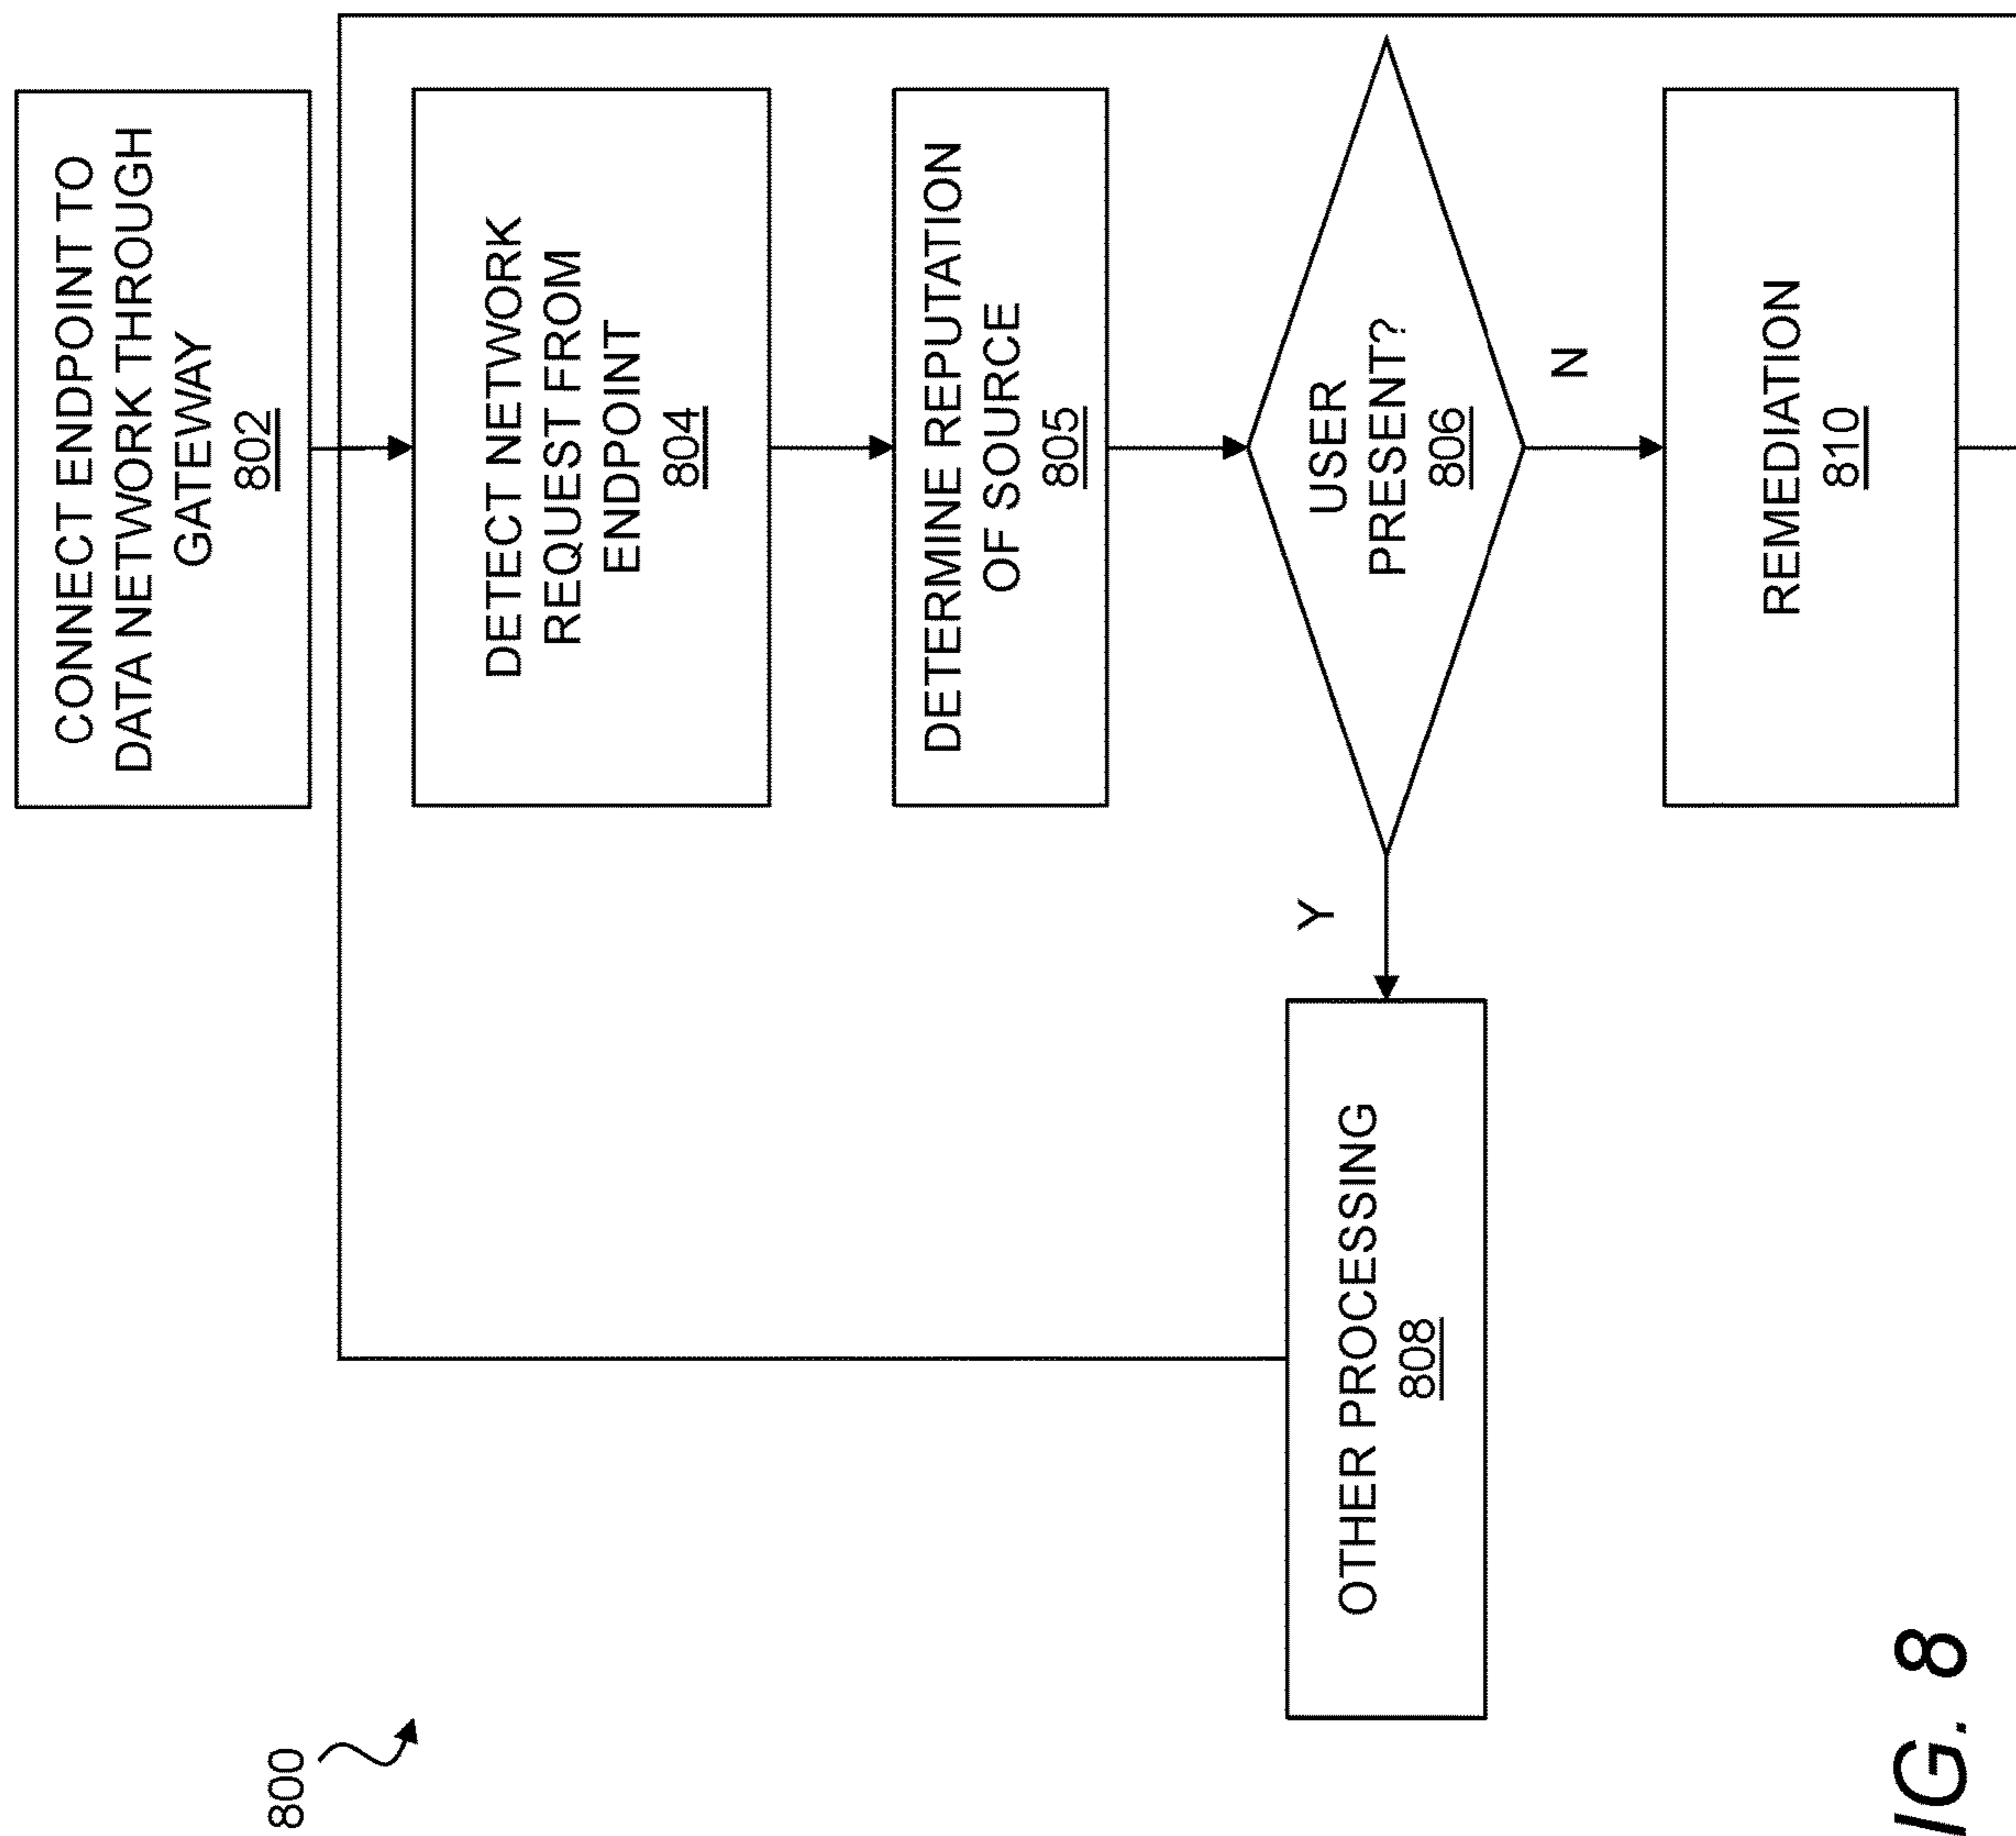 800
CONNECT ENDPOINT TO
DATA NETWORK THROUGH
GATEWAY
802
DETECT NETWORK
REQUEST FROM
ENDPOINT
804
DETERMINE REPUTATION
OF SOURCE
805
USER
PRESENT?
806
Y
N
OTHER PROCESSING
808
REMEDIATION
810
IG. 8